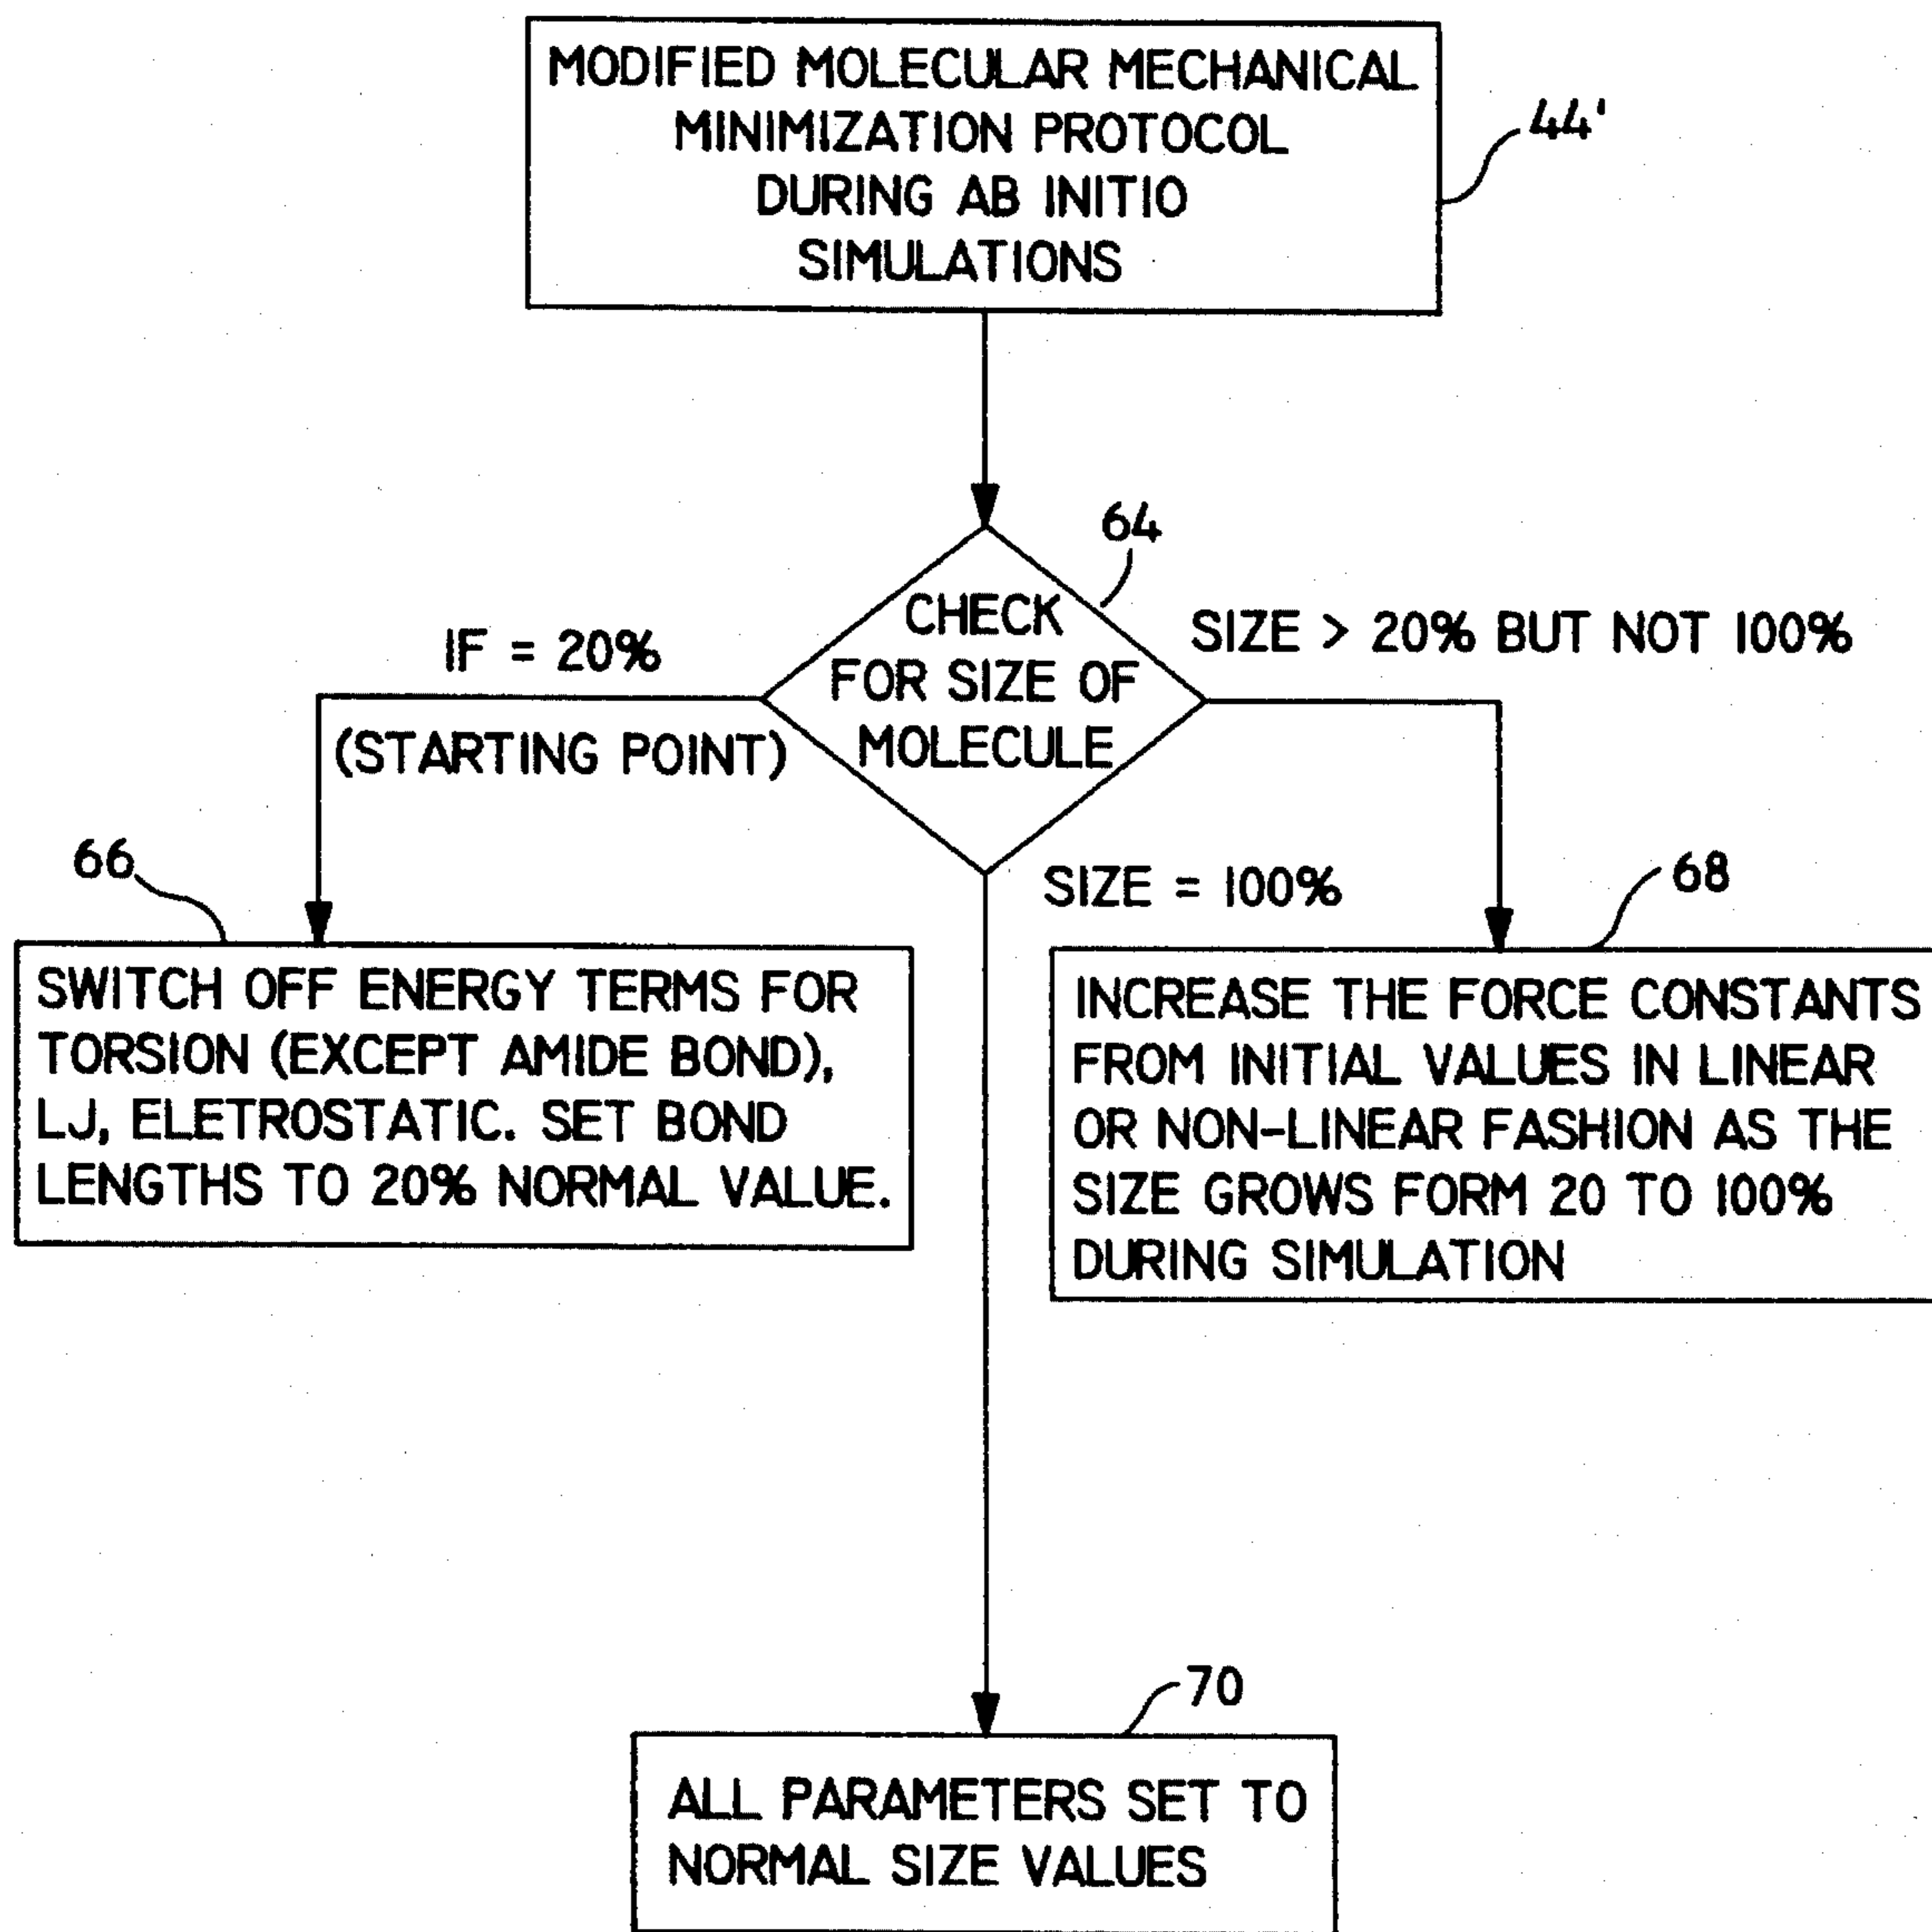 MODIFIED MOLECULAR MECHANICAL
MINIMIZATION PROTOCOL
DURING AB INITIO
SIMULATIONS
44'
64
CHECK
FOR SIZE OF
MOLECULE
IF = 20%
(STARTING POINT)
SIZE > 20% BUT NOT 100%
SIZE = 100%
66
SWITCH OFF ENERGY TERMS FOR
TORSION (EXCEPT AMIDE BOND),
LJ, ELETROSTATIC. SET BOND
LENGTHS TO 20% NORMAL VALUE.
68
INCREASE THE FORCE CONSTANTS
FROM INITIAL VALUES IN LINEAR
OR NON-LINEAR FASHION AS THE
SIZE GROWS FORM 20 TO 100%
DURING SIMULATION
70
ALL PARAMETERS SET TO
NORMAL SIZE VALUES